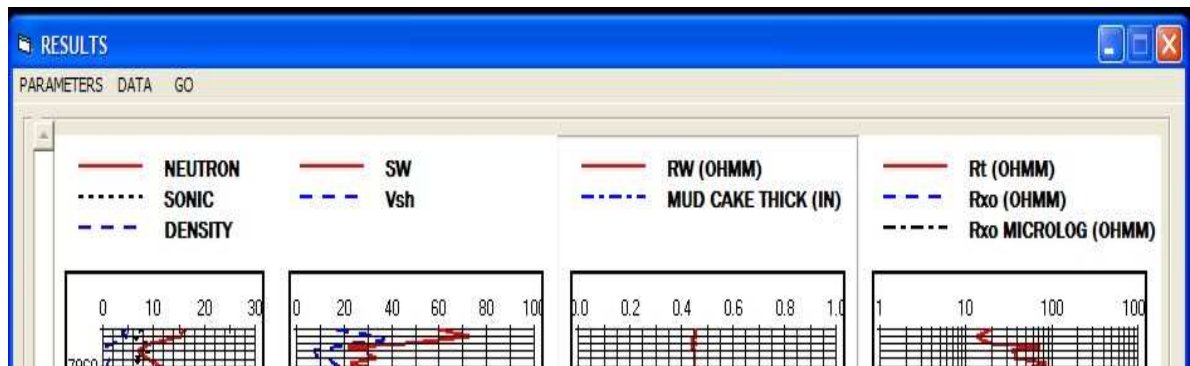 RESULTS
PARAMETERS DATA GO
NEUTRON SW RW (OHMM) Rt (OHMM)
SONIC Vsh MUD CAKE THICK (IN) Rxo (OHMM)
DENSITY Rxo MICROLOG (OHMM)
0 10 20 30 0 20 40 60 80 100 0.0 0.2 0.4 0.6 0.8 1.0 1 10 100 100